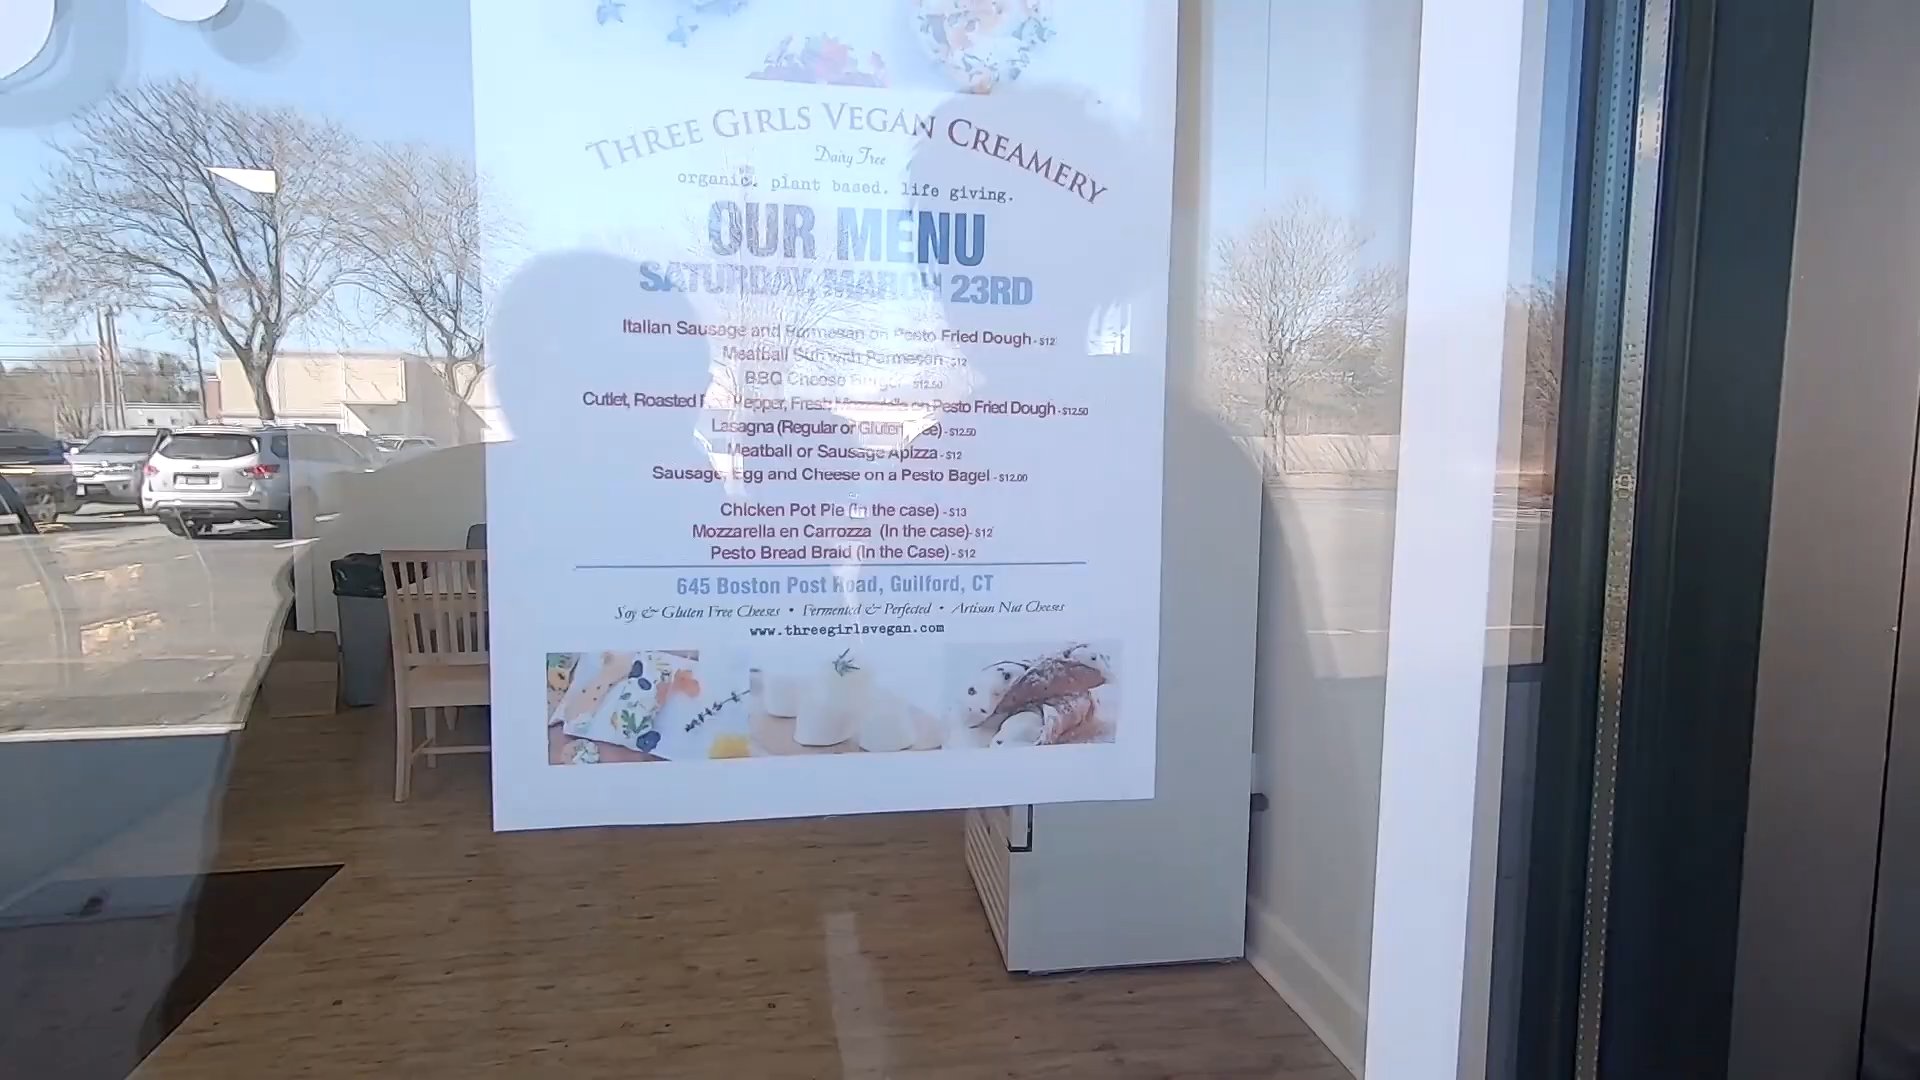 THREE GIRLS VEGAN CREAMERY
Dairy Free
organic. plant based. life giving.
OUR MENU
SATURDAY, MARCH 23RD
Italian Sausage and Parmesan on Pesto Fried Dough - $12
Meatball Sub with Parmesan - $12
BBQ Cheese Burger - $12.50
Cutlet, Roasted Red Pepper, Fresh Mozzarella on Pesto Fried Dough - $12.50
Lasagna (Regular or Gluten Free) - $12.50
Meatball or Sausage Apizza - $12
Sausage, Egg and Cheese on a Pesto Bagel - $12.00
Chicken Pot Pie (In the case) - $13
Mozzarella en Carrozza (In the case)- $12
Pesto Bread Braid (In the Case) - $12
645 Boston Post Road, Guilford, CT
Soy & Gluten Free Cheeses • Fermented & Perfected • Artisan Nut Cheeses
www.threegirlsvegan.com